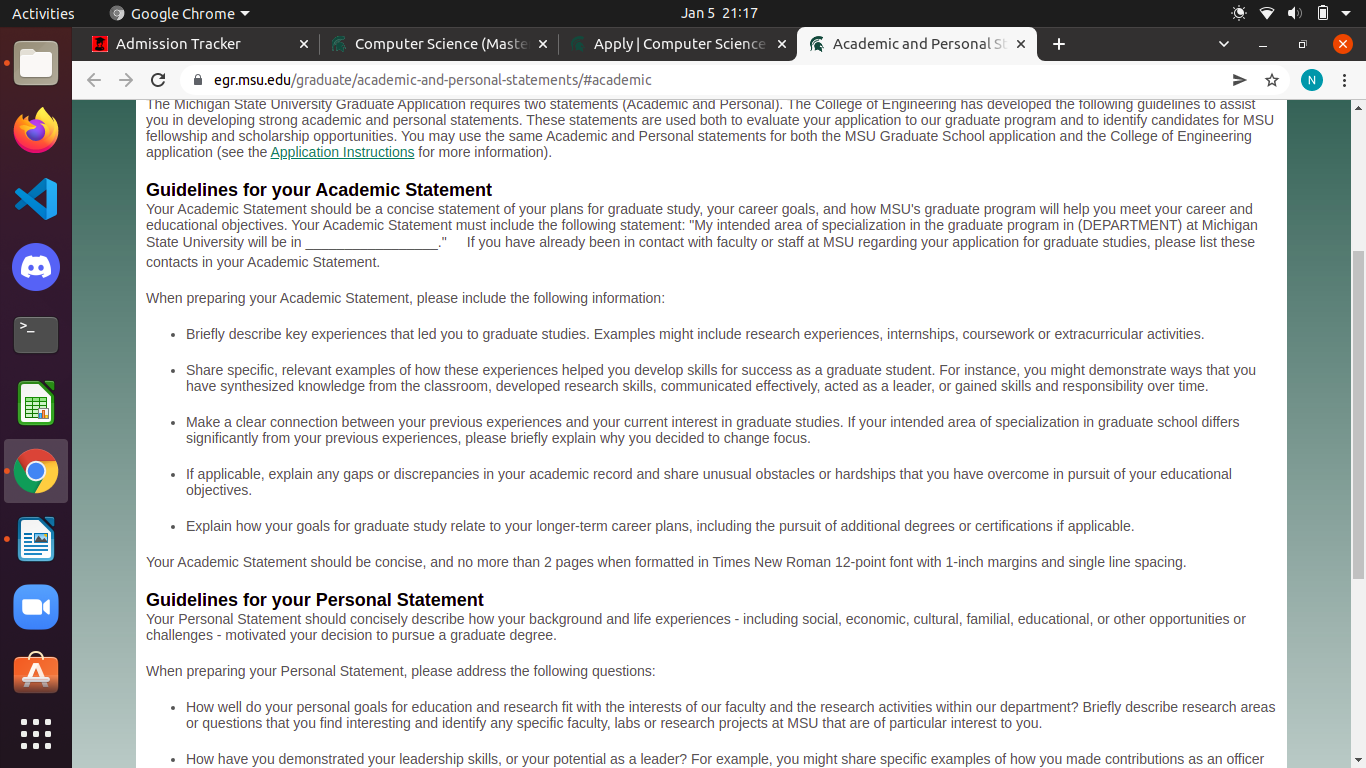 Activities
Google Chrome
Jan 5 21:17
Admission Tracker
Computer Science (Maste
Apply | Computer Science
Academic and Personal St
egr.msu.edu/graduate/academic-and-personal-statements/#academic
N
The Michigan State University Graduate Application requires two statements (Academic and Personal). The College of Engineering has developed the following guidelines to assist
you in developing strong academic and personal statements. These statements are used both to evaluate your application to our graduate program and to identify candidates for MSU
fellowship and scholarship opportunities. You may use the same Academic and Personal statements for both the MSU Graduate School application and the College of Engineering
application (see the Application Instructions for more information).
Guidelines for your Academic Statement
Your Academic Statement should be a concise statement of your plans for graduate study, your career goals, and how MSU's graduate program will help you meet your career and
educational objectives. Your Academic Statement must include the following statement: "My intended area of specialization in the graduate program in (DEPARTMENT) at Michigan
State University will be in _________________." If you have already been in contact with faculty or staff at MSU regarding your application for graduate studies, please list these
contacts in your Academic Statement.
When preparing your Academic Statement, please include the following information:
• Briefly describe key experiences that led you to graduate studies. Examples might include research experiences, internships, coursework or extracurricular activities.
• Share specific, relevant examples of how these experiences helped you develop skills for success as a graduate student. For instance, you might demonstrate ways that you
have synthesized knowledge from the classroom, developed research skills, communicated effectively, acted as a leader, or gained skills and responsibility over time.
• Make a clear connection between your previous experiences and your current interest in graduate studies. If your intended area of specialization in graduate school differs
significantly from your previous experiences, please briefly explain why you decided to change focus.
• If applicable, explain any gaps or discrepancies in your academic record and share unusual obstacles or hardships that you have overcome in pursuit of your educational
objectives.
• Explain how your goals for graduate study relate to your longer-term career plans, including the pursuit of additional degrees or certifications if applicable.
Your Academic Statement should be concise, and no more than 2 pages when formatted in Times New Roman 12-point font with 1-inch margins and single line spacing.
Guidelines for your Personal Statement
Your Personal Statement should concisely describe how your background and life experiences - including social, economic, cultural, familial, educational, or other opportunities or
challenges - motivated your decision to pursue a graduate degree.
When preparing your Personal Statement, please address the following questions:
• How well do your personal goals for education and research fit with the interests of our faculty and the research activities within our department? Briefly describe research areas
or questions that you find interesting and identify any specific faculty, labs or research projects at MSU that are of particular interest to you.
• How have you demonstrated your leadership skills, or your potential as a leader? For example, you might share specific examples of how you made contributions as an officer